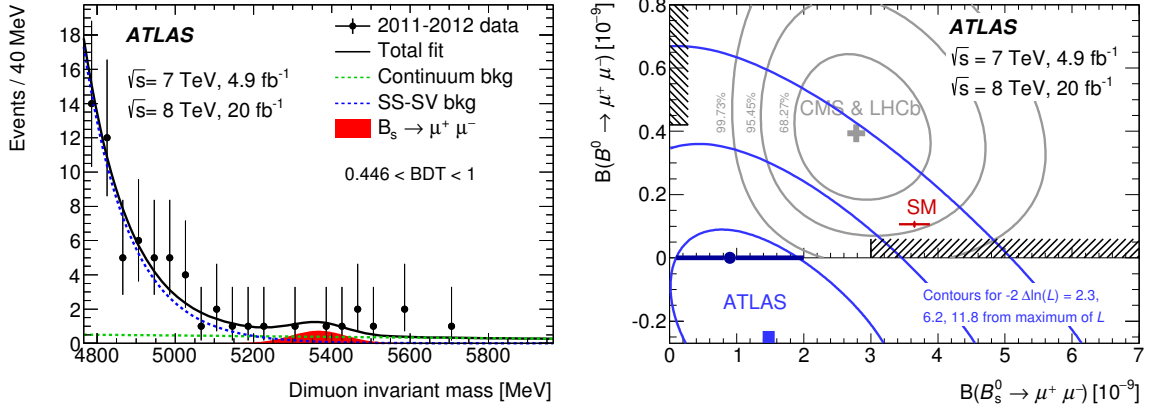 Events / 40 MeV
18
16
14
12
10
8
6
4
2
0
4800 5000 5200 5400 5600 5800
Dimuon invariant mass [MeV]
ATLAS
√s= 7 TeV, 4.9 fb⁻¹
√s= 8 TeV, 20 fb⁻¹
2011-2012 data
Total fit
Continuum bkg
SS-SV bkg
Bₛ → μ⁺ μ⁻
0.446 < BDT < 1
B(B⁰ → μ⁺ μ⁻) [10⁻⁹]
0.8
0.6
0.4
0.2
0
-0.2
0 1 2 3 4 5 6 7
B(B⁰ₛ → μ⁺ μ⁻) [10⁻⁹]
ATLAS
√s = 7 TeV, 4.9 fb⁻¹
√s = 8 TeV, 20 fb⁻¹
99.73%
95.45%
68.27%
CMS & LHCb
SM
ATLAS
Contours for -2 Δln(L) = 2.3,
6.2, 11.8 from maximum of L